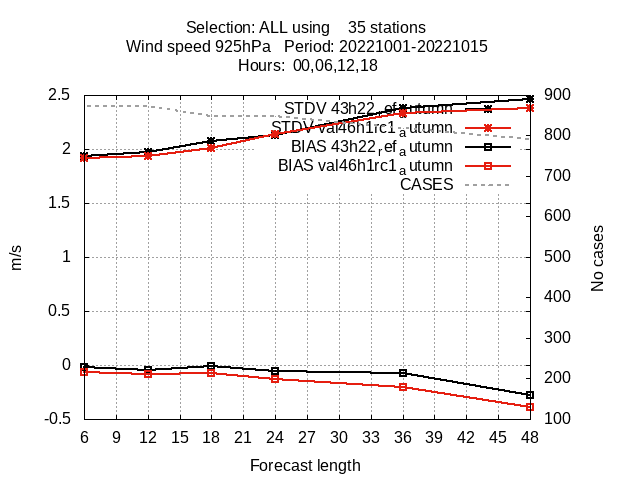 Selection: ALL using 35 stations
Wind speed 925hPa Period: 20221001-20221015
Hours: 00,06,12,18
2.5
2
1.5
1
0.5
0
-0.5
900
800
700
600
500
400
300
200
100
STDV 43h22_ref_autumn
STDV val46h1rc1_autumn
BIAS 43h22_ref_autumn
BIAS val46h1rc1_autumn
CASES
m/s
No cases
6 9 12 15 18 21 24 27 30 33 36 39 42 45 48
Forecast length